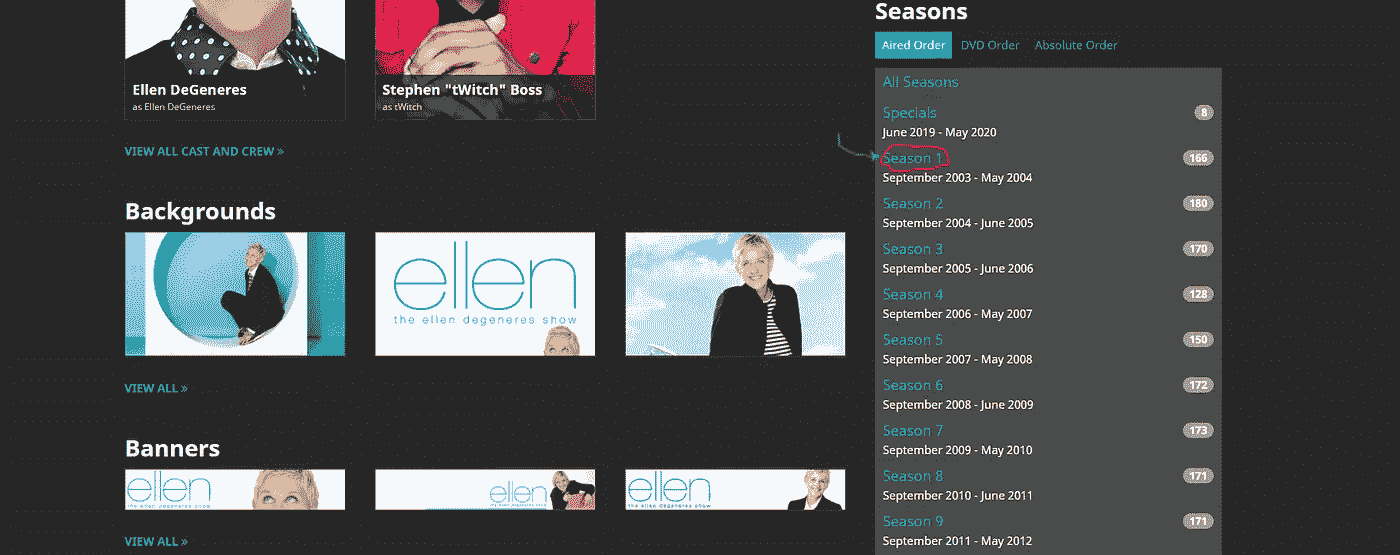 Ellen DeGeneres
as Ellen DeGeneres
Stephen "tWitch" Boss
as tWitch
VIEW ALL CAST AND CREW »
Backgrounds
ellen
the ellen degeneres show
VIEW ALL »
Banners
ellen
the ellen degeneres show
ellen
the ellen degeneres show
ellen
the ellen degeneres show
VIEW ALL »
Seasons
Aired Order DVD Order Absolute Order
All Seasons
Specials 8
June 2019 - May 2020
Season 1 166
September 2003 - May 2004
Season 2 180
September 2004 - June 2005
Season 3 170
September 2005 - June 2006
Season 4 128
September 2006 - May 2007
Season 5 150
September 2007 - May 2008
Season 6 172
September 2008 - June 2009
Season 7 173
September 2009 - May 2010
Season 8 171
September 2010 - June 2011
Season 9 171
September 2011 - May 2012